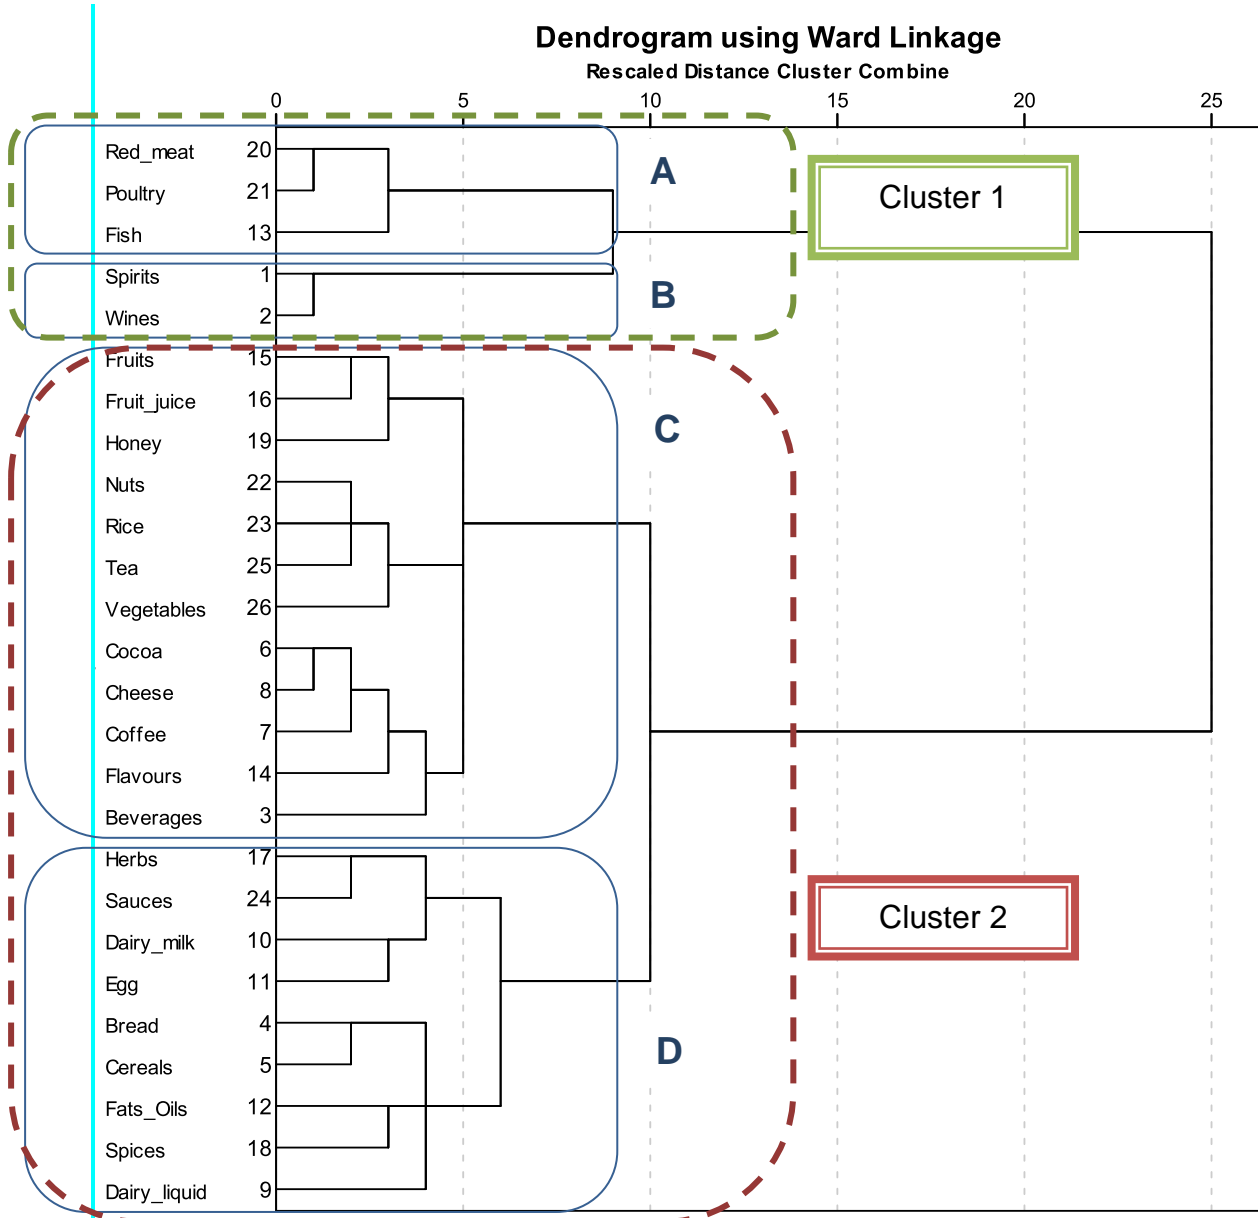 Dendrogram using Ward Linkage
Rescaled Distance Cluster Combine
0 5 10 15 20 25
Red_meat 20
Poultry 21
Fish 13
Spirits 1
Wines 2
Fruits 15
Fruit_juice 16
Honey 19
Nuts 22
Rice 23
Tea 25
Vegetables 26
Cocoa 6
Cheese 8
Coffee 7
Flavours 14
Beverages 3
Herbs 17
Sauces 24
Dairy_milk 10
Egg 11
Bread 4
Cereals 5
Fats_Oils 12
Spices 18
Dairy_liquid 9
A
B
C
D
Cluster 1
Cluster 2